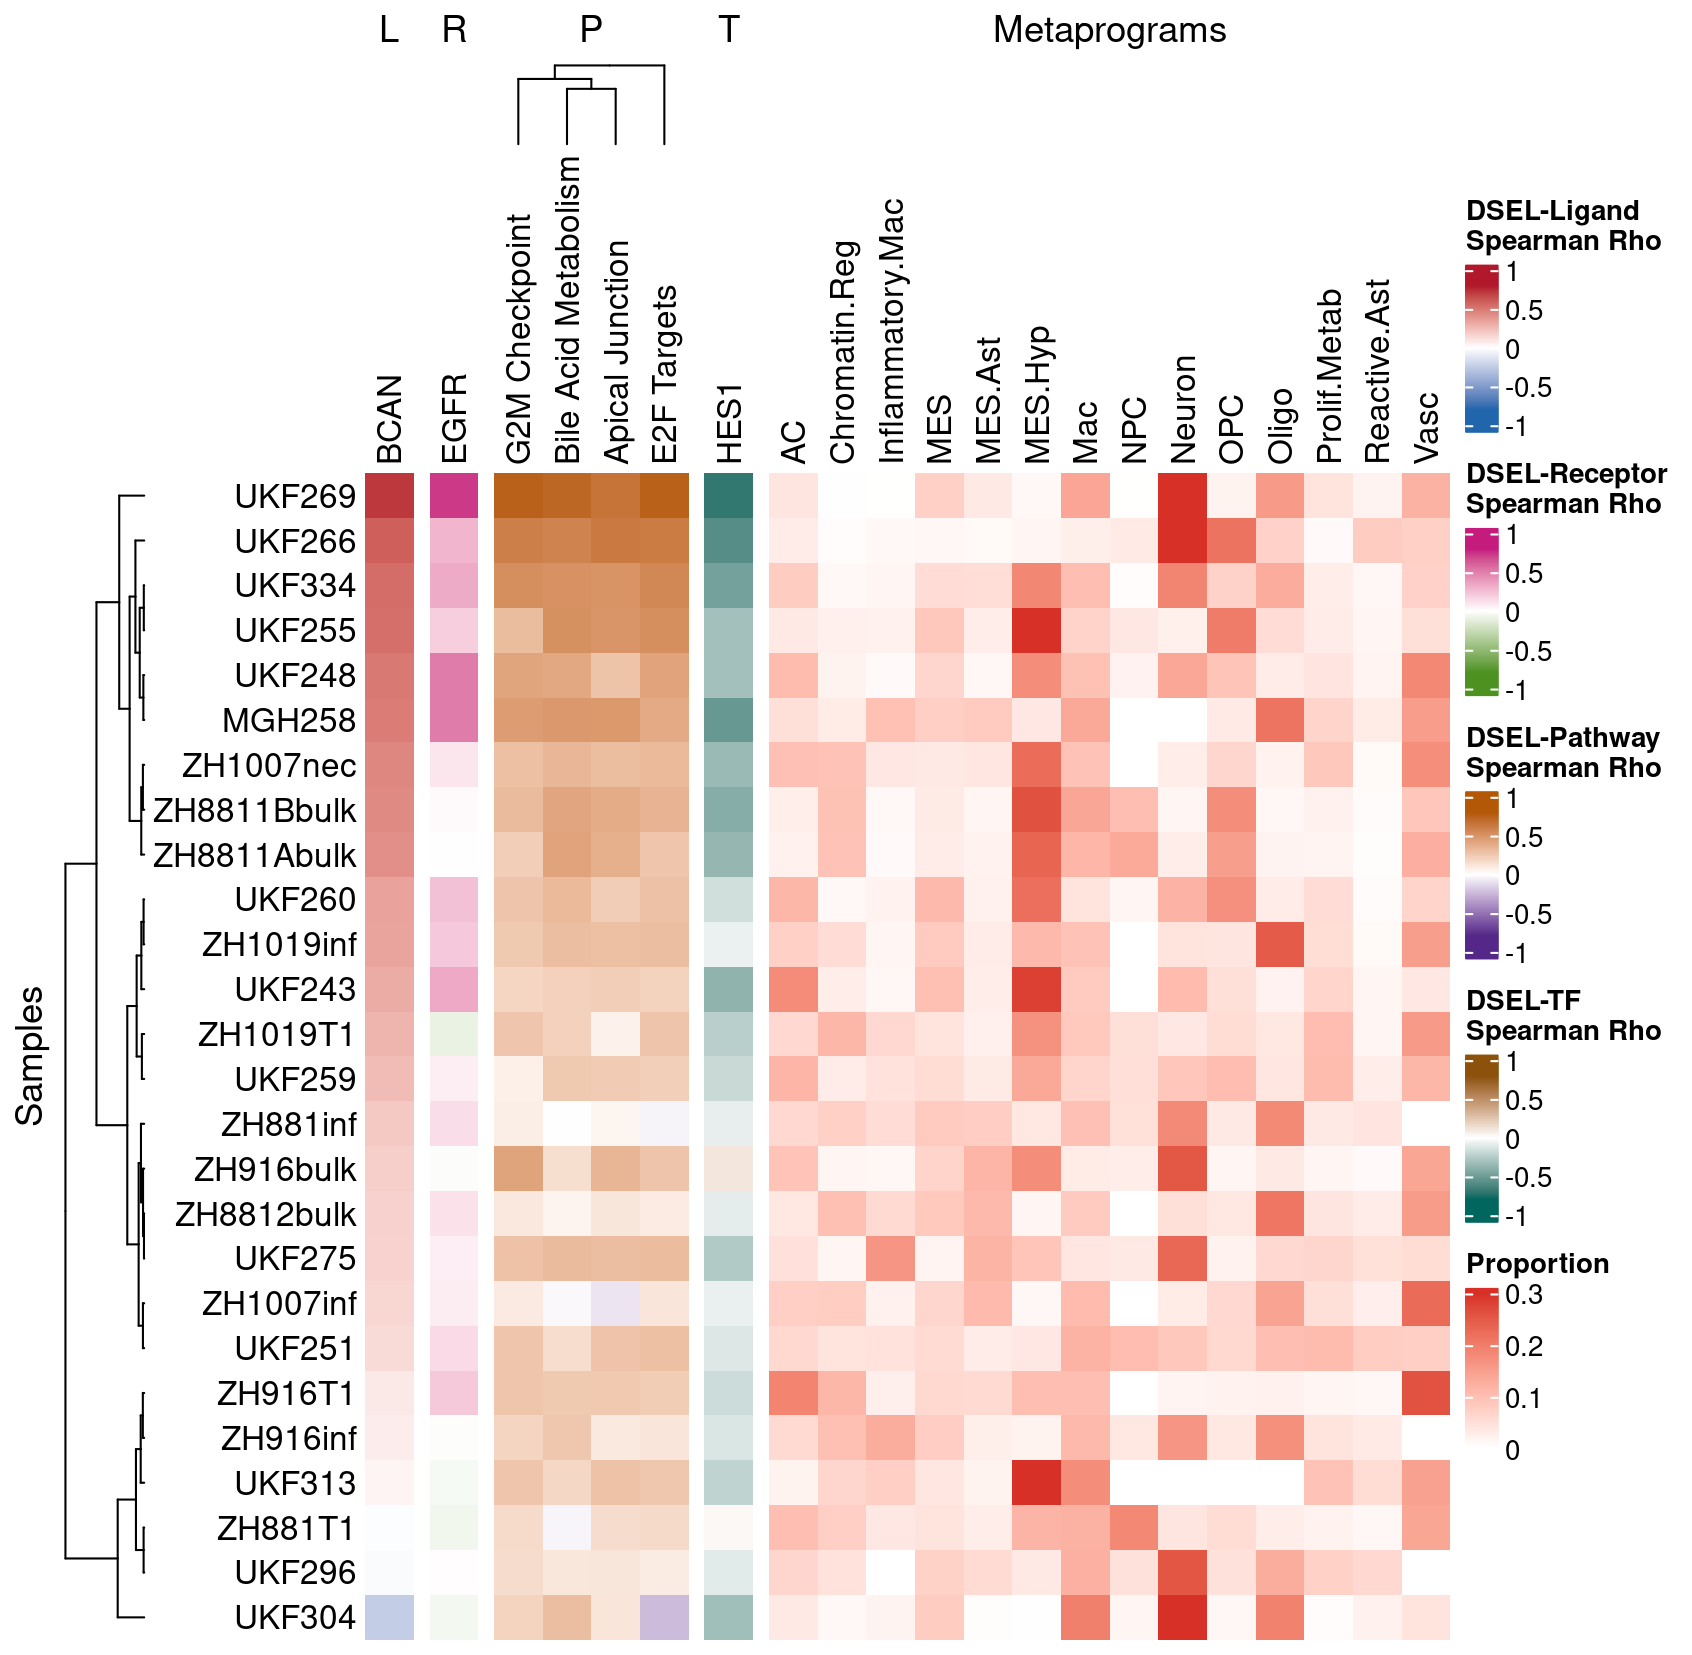 L R P T Metaprograms
BCAN
EGFR
G2M Checkpoint
Bile Acid Metabolism
Apical Junction
E2F Targets
HES1
AC
Chromatin.Reg
Inflammatory.Mac
MES
MES.Ast
MES.Hyp
Mac
NPC
Neuron
OPC
Oligo
Prolif.Metab
Reactive.Ast
Vasc
Samples
UKF269
UKF266
UKF334
UKF255
UKF248
MGH258
ZH1007nec
ZH8811Bbulk
ZH8811Abulk
UKF260
ZH1019inf
UKF243
ZH1019T1
UKF259
ZH881inf
ZH916bulk
ZH8812bulk
UKF275
ZH1007inf
UKF251
ZH916T1
ZH916inf
UKF313
ZH881T1
UKF296
UKF304
DSEL-Ligand
Spearman Rho
1
0.5
0
-0.5
-1
DSEL-Receptor
Spearman Rho
1
0.5
0
-0.5
-1
DSEL-Pathway
Spearman Rho
1
0.5
0
-0.5
-1
DSEL-TF
Spearman Rho
1
0.5
0
-0.5
-1
Proportion
0.3
0.2
0.1
0